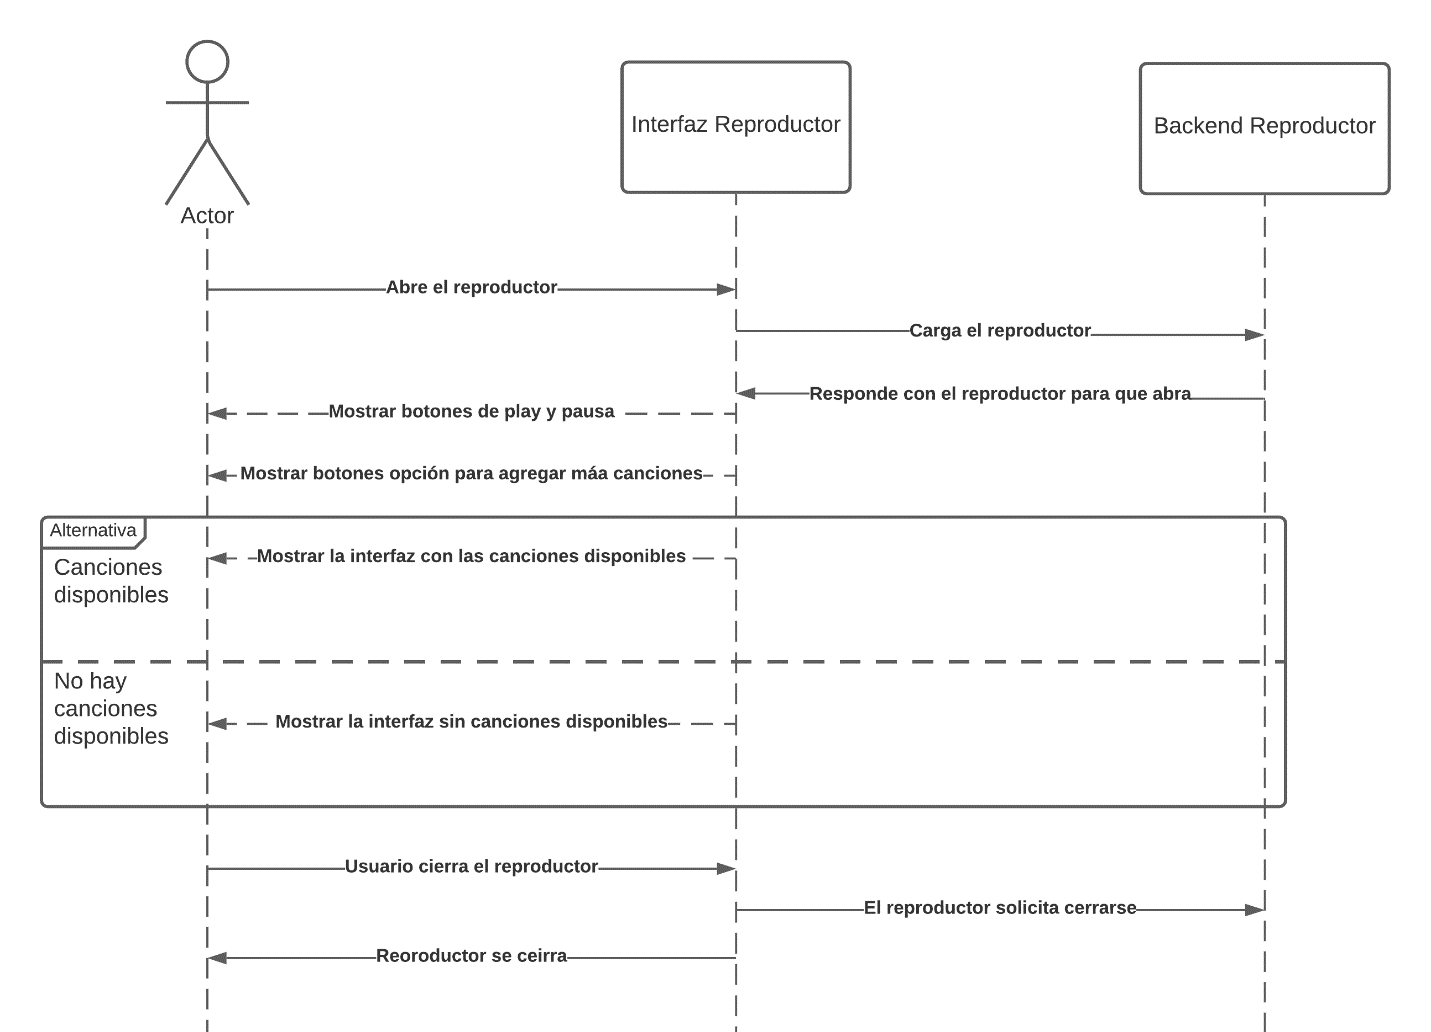 Actor
Interfaz Reproductor
Backend Reproductor
Abre el reproductor
Carga el reproductor
Responde con el reproductor para que abra
Mostrar botones de play y pausa
Mostrar botones opción para agregar máa canciones
Alternativa
Canciones
disponibles
Mostrar la interfaz con las canciones disponibles
No hay
canciones
disponibles
Mostrar la interfaz sin canciones disponibles
Usuario cierra el reproductor
El reproductor solicita cerrarse
Reoroductor se ceirra